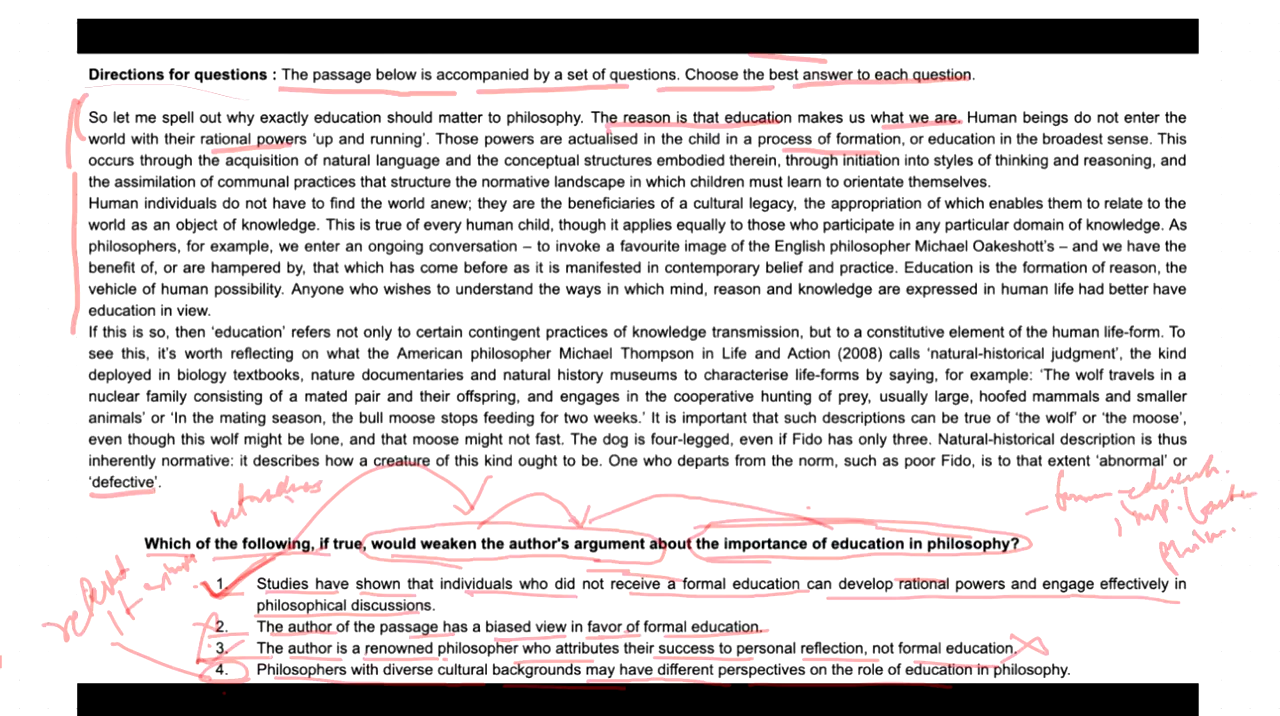 Directions for questions : The passage below is accompanied by a set of questions. Choose the best answer to each question.
So let me spell out why exactly education should matter to philosophy. The reason is that education makes us what we are. Human beings do not enter the
world with their rational powers ‘up and running’. Those powers are actualised in the child in a process of formation, or education in the broadest sense. This
occurs through the acquisition of natural language and the conceptual structures embodied therein, through initiation into styles of thinking and reasoning, and
the assimilation of communal practices that structure the normative landscape in which children must learn to orientate themselves.
Human individuals do not have to find the world anew; they are the beneficiaries of a cultural legacy, the appropriation of which enables them to relate to the
world as an object of knowledge. This is true of every human child, though it applies equally to those who participate in any particular domain of knowledge. As
philosophers, for example, we enter an ongoing conversation – to invoke a favourite image of the English philosopher Michael Oakeshott's – and we have the
benefit of, or are hampered by, that which has come before as it is manifested in contemporary belief and practice. Education is the formation of reason, the
vehicle of human possibility. Anyone who wishes to understand the ways in which mind, reason and knowledge are expressed in human life had better have
education in view.
If this is so, then ‘education’ refers not only to certain contingent practices of knowledge transmission, but to a constitutive element of the human life-form. To
see this, it’s worth reflecting on what the American philosopher Michael Thompson in Life and Action (2008) calls ‘natural-historical judgment’, the kind
deployed in biology textbooks, nature documentaries and natural history museums to characterise life-forms by saying, for example: ‘The wolf travels in a
nuclear family consisting of a mated pair and their offspring, and engages in the cooperative hunting of prey, usually large, hoofed mammals and smaller
animals’ or ‘In the mating season, the bull moose stops feeding for two weeks.’ It is important that such descriptions can be true of ‘the wolf’ or ‘the moose’,
even though this wolf might be lone, and that moose might not fast. The dog is four-legged, even if Fido has only three. Natural-historical description is thus
inherently normative: it describes how a creature of this kind ought to be. One who departs from the norm, such as poor Fido, is to that extent ‘abnormal’ or
‘defective’.
Which of the following, if true, would weaken the author's argument about the importance of education in philosophy?
1. Studies have shown that individuals who did not receive a formal education can develop rational powers and engage effectively in
philosophical discussions.
2. The author of the passage has a biased view in favor of formal education.
3. The author is a renowned philosopher who attributes their success to personal reflection, not formal education.
4. Philosophers with diverse cultural backgrounds may have different perspectives on the role of education in philosophy.